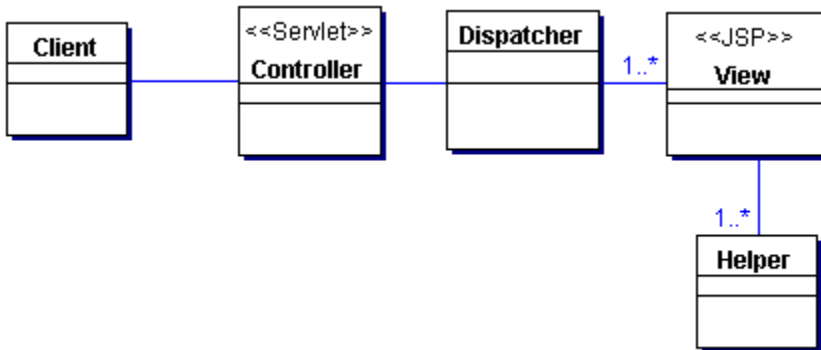 Client
<<Servlet>>
Controller
Dispatcher
1..*
<<JSP>>
View
1..*
Helper